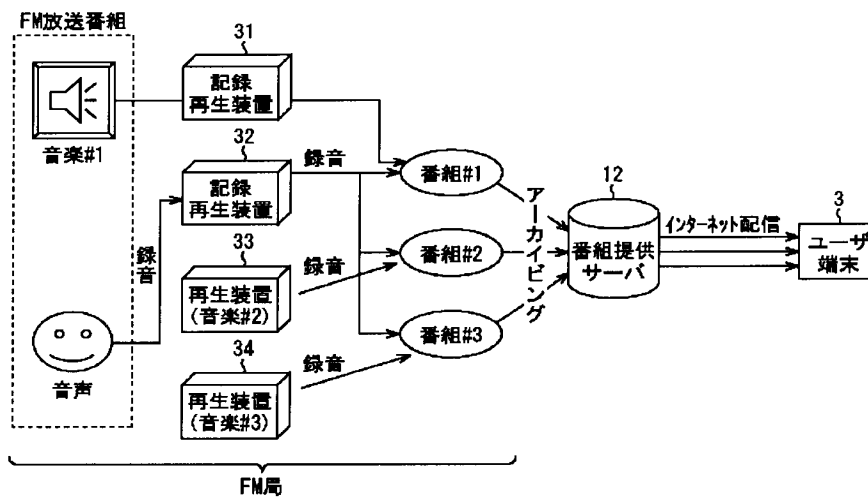 FM放送番組
音楽#1
音声
録音
31
記録
再生装置
32
記録
再生装置
録音
33
再生装置
(音楽#2)
録音
34
再生装置
(音楽#3)
録音
番組#1
番組#2
番組#3
アーカイビング
12
番組提供
サーバ
インターネット配信
3
ユーザ
端末
FM局